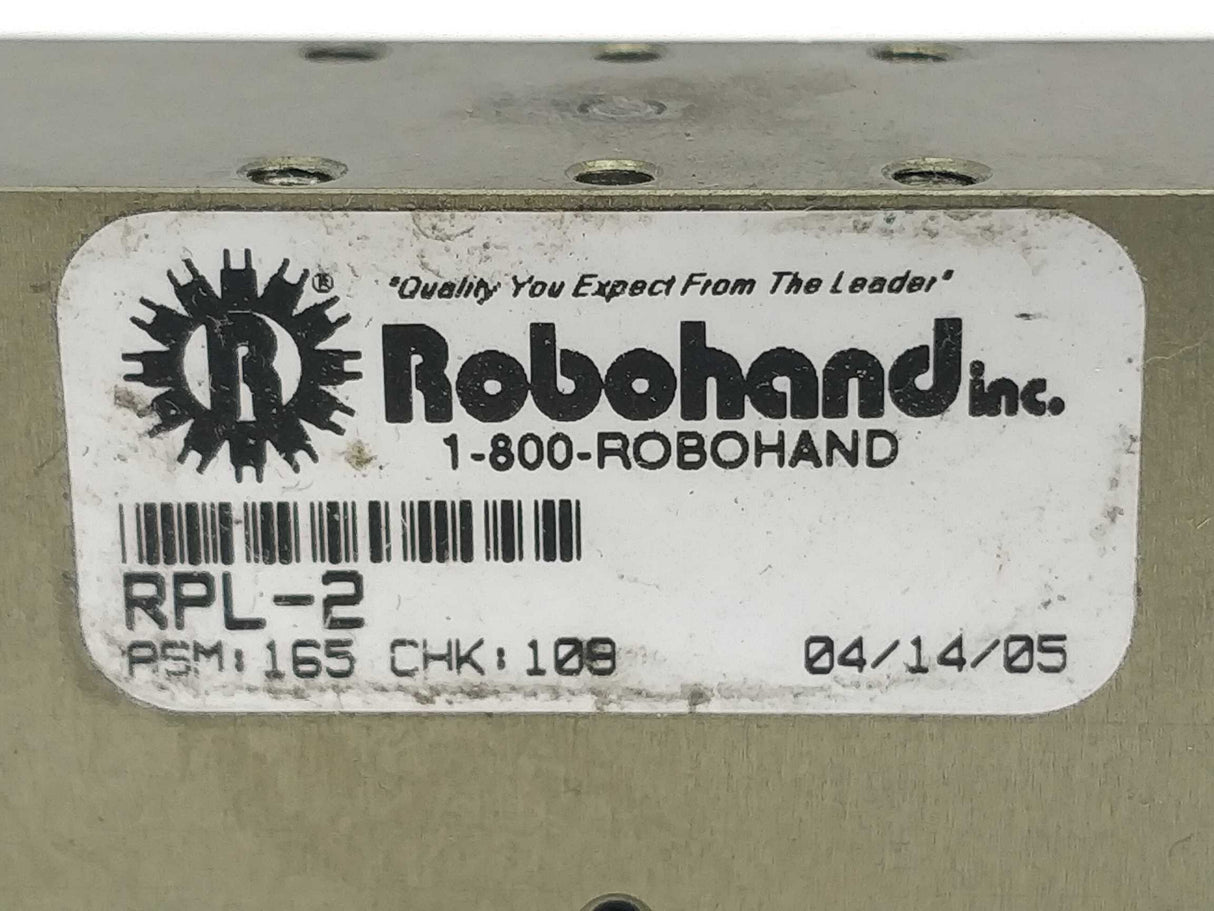 R®
"Quality You Expect From The Leader"
Robohand inc.
1-800-ROBOHAND
RPL-2
PSM:165 CHK:109 04/14/05